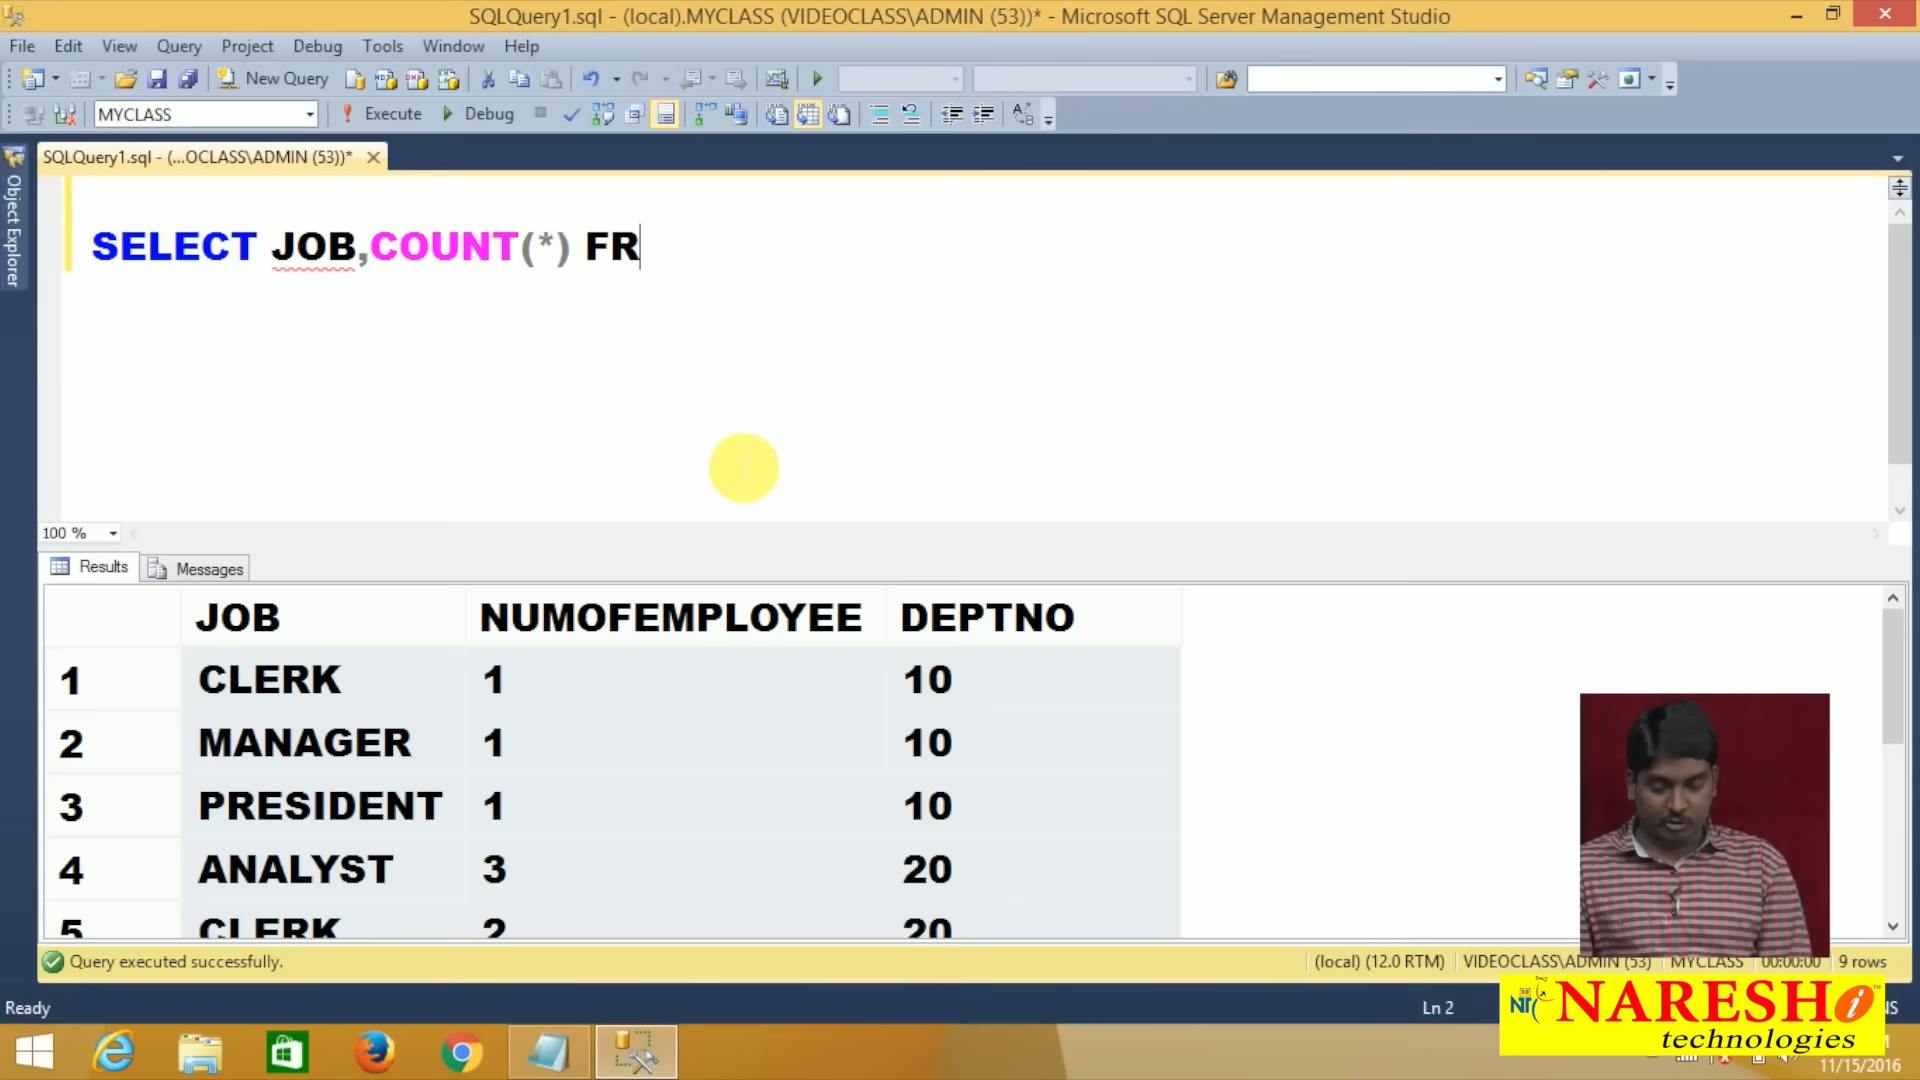 SQLQuery1.sql - (local).MYCLASS (VIDEOCLASS\ADMIN (53))* - Microsoft SQL Server Management Studio
File Edit View Query Project Debug Tools Window Help
New Query
MYCLASS Execute Debug
SQLQuery1.sql - (...OCLASS\ADMIN (53))*
Object Explorer
SELECT JOB,COUNT(*) FR
100 %
Results Messages
JOB NUMOFEMPLOYEE DEPTNO
1 CLERK 1 10
2 MANAGER 1 10
3 PRESIDENT 1 10
4 ANALYST 3 20
5 CLERK 2 20
Query executed successfully. (local) (12.0 RTM) VIDEOCLASS\ADMIN (53) MYCLASS 00:00:00 9 rows
Ready Ln 2
NARESH i
technologies
11/15/2016